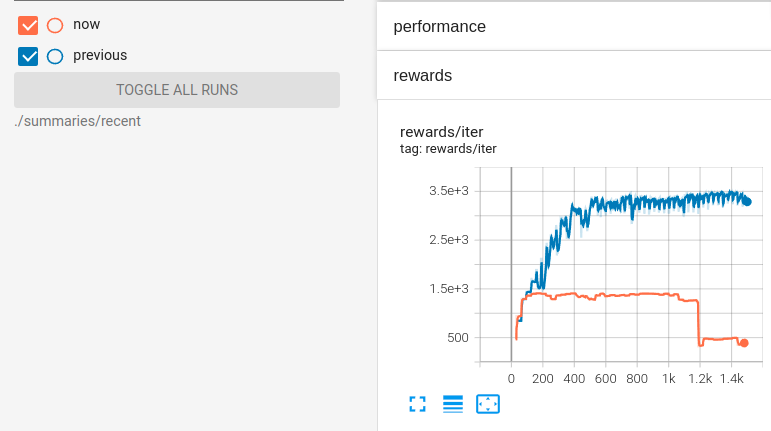 now
previous
TOGGLE ALL RUNS
./summaries/recent
performance
rewards
rewards/iter
tag: rewards/iter
3.5e+3
2.5e+3
1.5e+3
500
0 200 400 600 800 1k 1.2k 1.4k